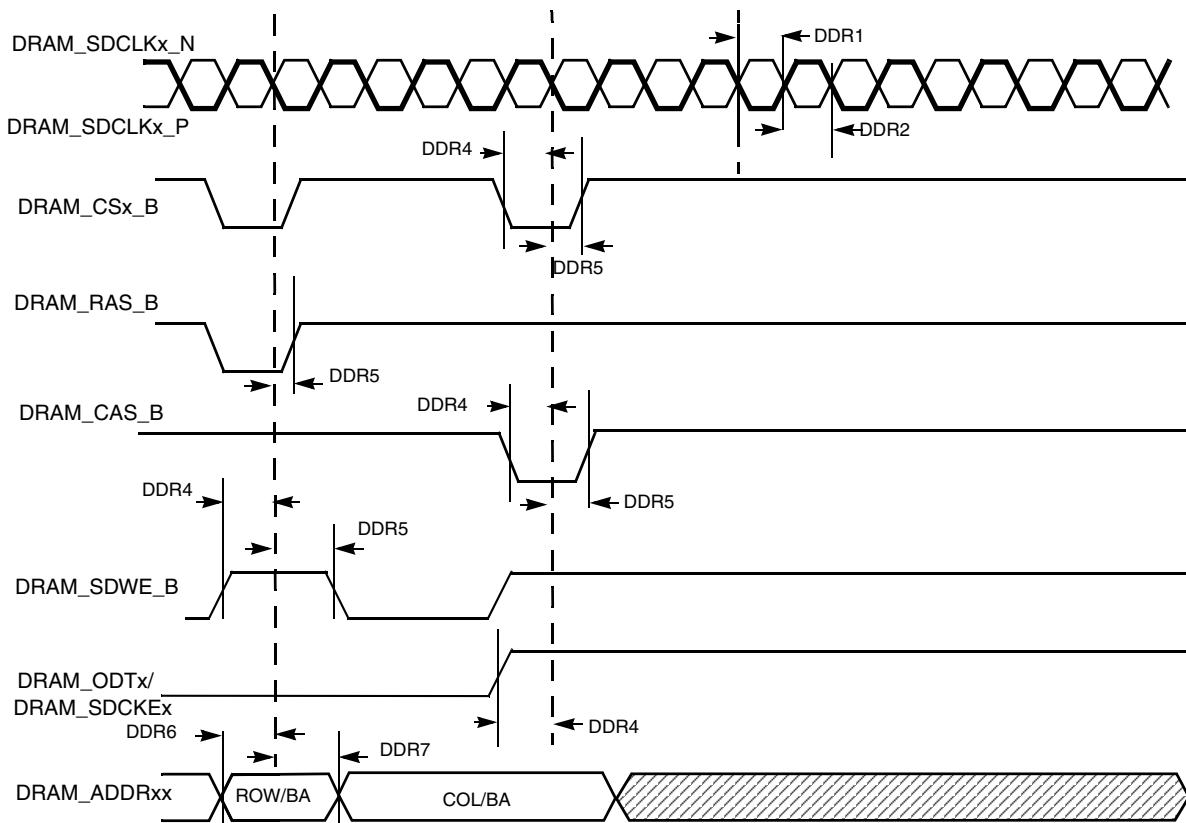 DRAM_SDCLKx_N
DDR1
DRAM_SDCLKx_P
DDR2
DDR4
DRAM_CSx_B
DDR5
DRAM_RAS_B
DDR5
DDR4
DRAM_CAS_B
DDR4
DDR5
DDR5
DRAM_SDWE_B
DRAM_ODTx/
DRAM_SDCKEx
DDR4
DDR6
DDR7
DRAM_ADDRxx
ROW/BA
COL/BA